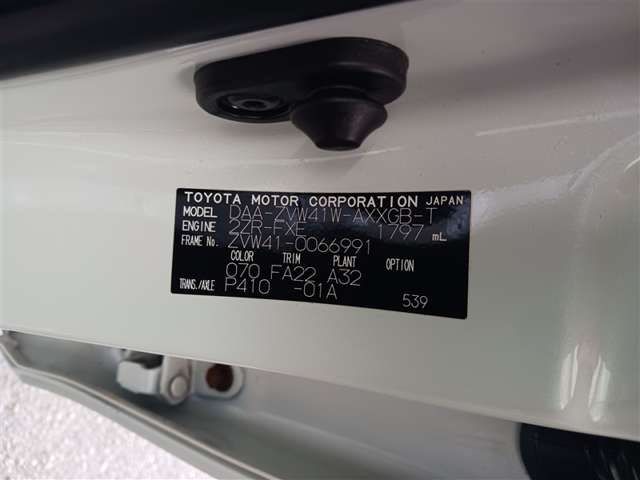 TOYOTA MOTOR CORPORATION JAPAN
MODEL DAA-ZVW41W-AXXGB-T
ENGINE 2ZR-FXE 1797 mL
FRAME No. ZVW41-0066991
COLOR TRIM PLANT OPTION
070 FA22 A32
TRANS./AXLE P410 -01A
539